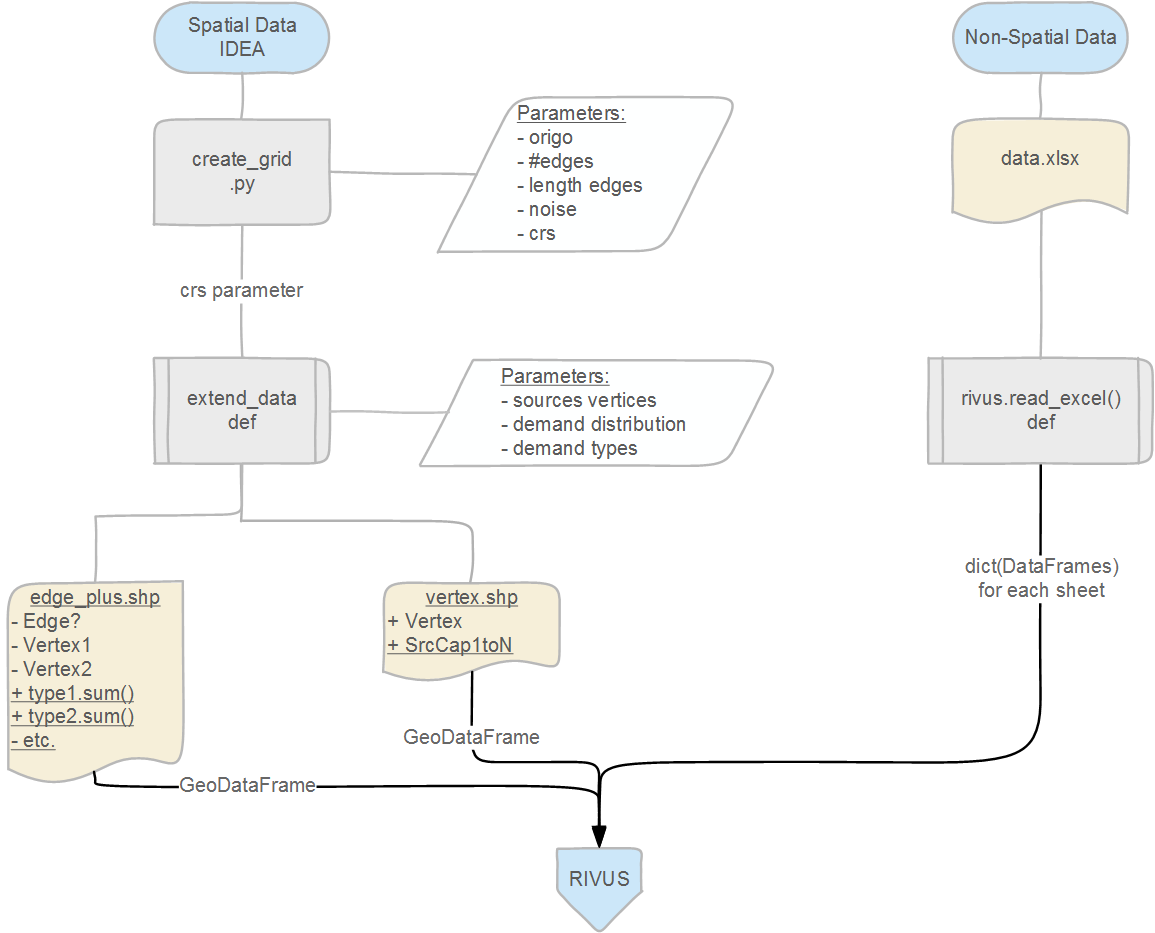 Spatial Data
IDEA
Non-Spatial Data
create_grid
.py
Parameters:
- origo
- #edges
- length edges
- noise
- crs
data.xlsx
crs parameter
extend_data
def
Parameters:
- sources vertices
- demand distribution
- demand types
rivus.read_excel()
def
dict(DataFrames)
for each sheet
edge_plus.shp
- Edge?
- Vertex1
- Vertex2
+ type1.sum()
+ type2.sum()
- etc.
vertex.shp
+ Vertex
+ SrcCap1toN
GeoDataFrame
GeoDataFrame
RIVUS